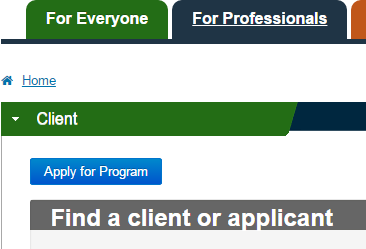 For Everyone For Professionals
Home
Client
Apply for Program
Find a client or applicant